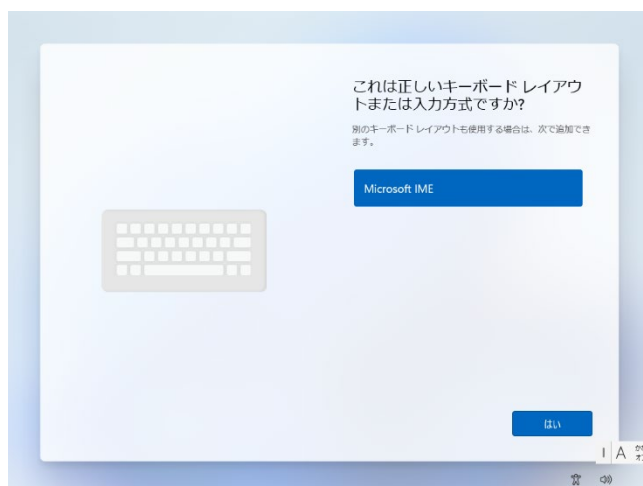 これは正しいキーボード レイアウ
トまたは入力方式ですか?
別のキーボード レイアウトも使用する場合は、次で追加でき
ます。
Microsoft IME
はい
A